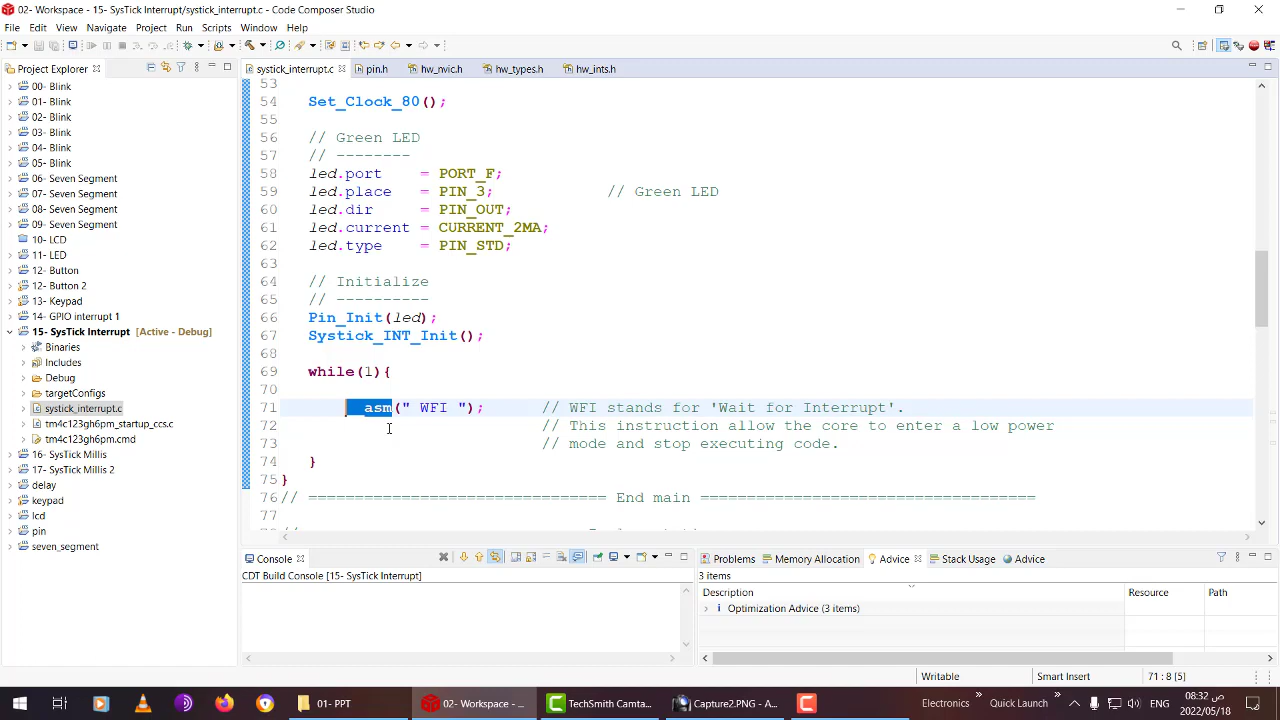 02- Workspace - 15- SysTick Interrupt/systick_interrupt.c - Code Composer Studio
File Edit View Navigate Project Run Scripts Window Help
Project Explorer
systick_interrupt.c pin.h hw_nvic.h hw_types.h hw_ints.h
00- Blink
01- Blink
02- Blink
03- Blink
04- Blink
05- Blink
06- Seven Segment
07- Seven Segment
08- Seven Segment
09- Seven Segment
10- LCD
11- LED
12- Button
12- Button 2
13- Keypad
14- GPIO interrupt 1
15- SysTick Interrupt [Active - Debug]
Binaries
Includes
Debug
targetConfigs
systick_interrupt.c
tm4c123gh6pm_startup_ccs.c
tm4c123gh6pm.cmd
16- SysTick Millis
17- SysTick Millis 2
delay
keypad
lcd
pin
seven_segment
53
54 Set_Clock_80();
55
56 // Green LED
57 // --------
58 led.port = PORT_F;
59 led.place = PIN_3; // Green LED
60 led.dir = PIN_OUT;
61 led.current = CURRENT_2MA;
62 led.type = PIN_STD;
63
64 // Initialize
65 // ----------
66 Pin_Init(led);
67 Systick_INT_Init();
68
69 while(1){
70
71 asm(" WFI "); // WFI stands for 'Wait for Interrupt'.
72 // This instruction allow the core to enter a low power
73 // mode and stop executing code.
74 }
75 }
76 // ================================ End main ====================================
77
Console
CDT Build Console [15- SysTick Interrupt]
Problems Memory Allocation Advice Stack Usage Advice
3 items
Description Resource Path
Optimization Advice (3 items)
Writable Smart Insert 71 : 8 [5]
01- PPT 02- Workspace - ... TechSmith Camta... Capture2.PNG - A... Electronics Quick Launch 08:32 ص
2022/05/18